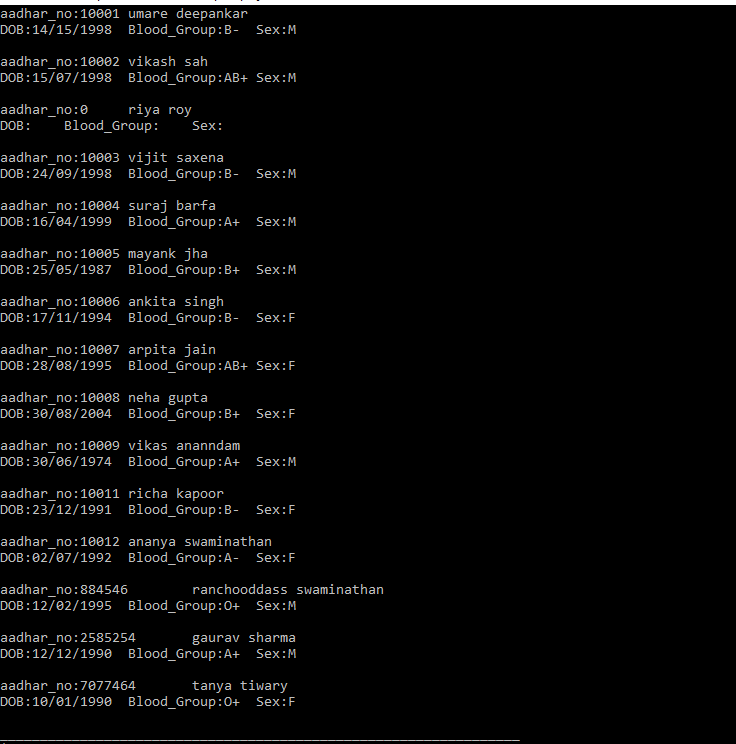 aadhar_no:10001 umare deepankar
DOB:14/15/1998  Blood_Group:B-  Sex:M
aadhar_no:10002 vikash sah
DOB:15/07/1998  Blood_Group:AB+ Sex:M
aadhar_no:0     riya roy
DOB:    Blood_Group:    Sex:
aadhar_no:10003 vijit saxena
DOB:24/09/1998  Blood_Group:B-  Sex:M
aadhar_no:10004 suraj barfa
DOB:16/04/1999  Blood_Group:A+  Sex:M
aadhar_no:10005 mayank jha
DOB:25/05/1987  Blood_Group:B+  Sex:M
aadhar_no:10006 ankita singh
DOB:17/11/1994  Blood_Group:B-  Sex:F
aadhar_no:10007 arpita jain
DOB:28/08/1995  Blood_Group:AB+ Sex:F
aadhar_no:10008 neha gupta
DOB:30/08/2004  Blood_Group:B+  Sex:F
aadhar_no:10009 vikas ananndam
DOB:30/06/1974  Blood_Group:A+  Sex:M
aadhar_no:10011 richa kapoor
DOB:23/12/1991  Blood_Group:B-  Sex:F
aadhar_no:10012 ananya swaminathan
DOB:02/07/1992  Blood_Group:A-  Sex:F
aadhar_no:884546        ranchooddass swaminathan
DOB:12/02/1995  Blood_Group:O+  Sex:M
aadhar_no:2585254       gaurav sharma
DOB:12/12/1990  Blood_Group:A+  Sex:M
aadhar_no:7077464       tanya tiwary
DOB:10/01/1990  Blood_Group:O+  Sex:F